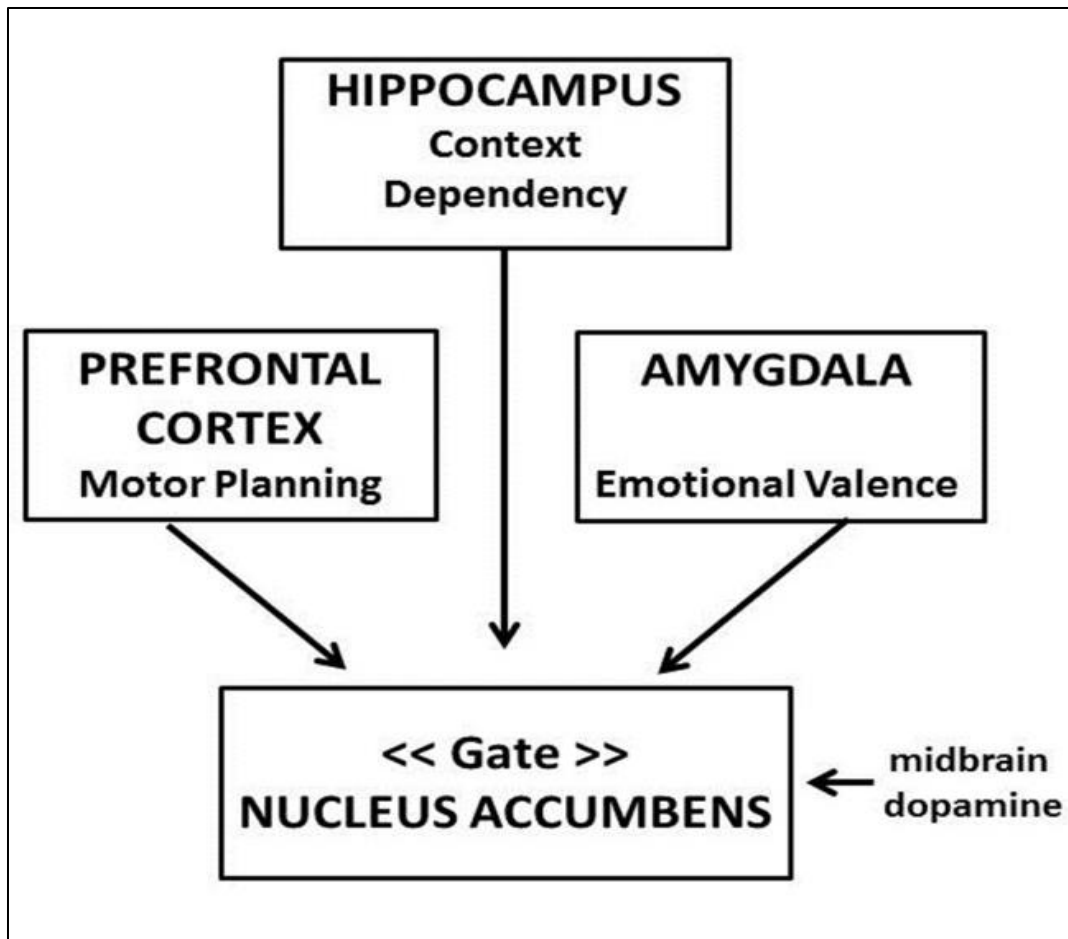 HIPPOCAMPUS
Context
Dependency
PREFRONTAL
CORTEX
Motor Planning
AMYGDALA
Emotional Valence
<< Gate >>
NUCLEUS ACCUMBENS
midbrain
dopamine